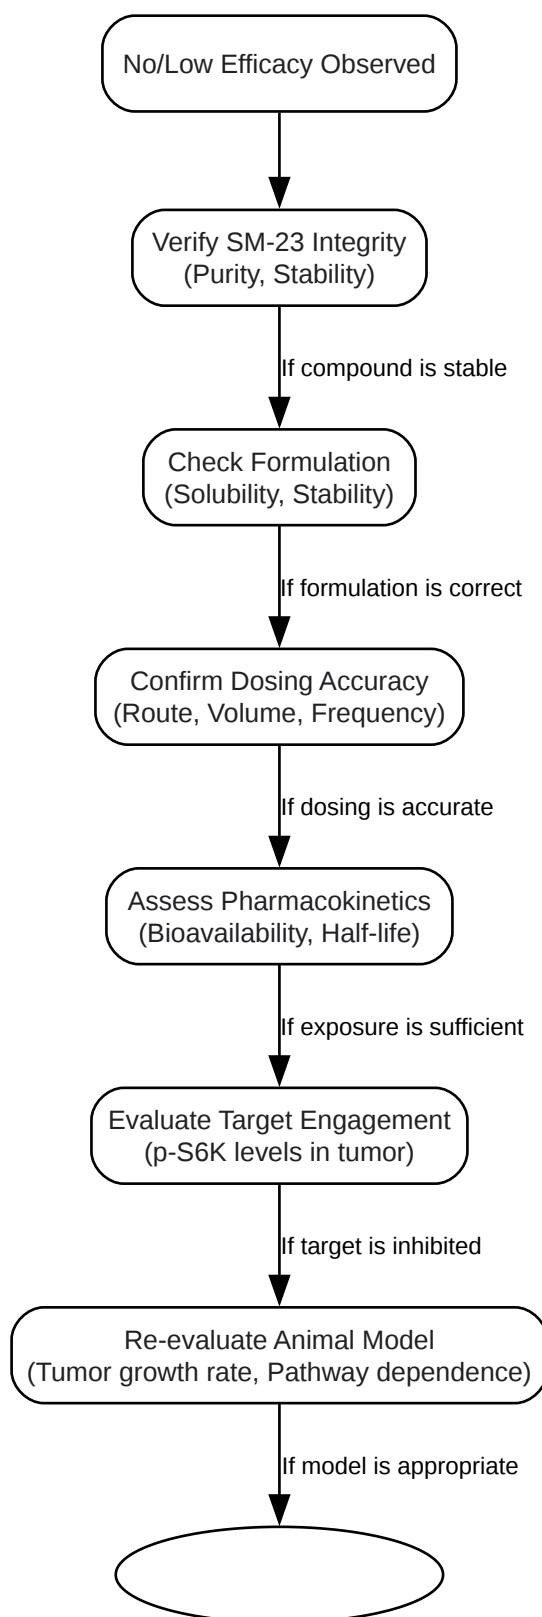 No/Low Efficacy Observed
Verify SM-23 Integrity
(Purity, Stability)
If compound is stable
Check Formulation
(Solubility, Stability)
If formulation is correct
Confirm Dosing Accuracy
(Route, Volume, Frequency)
If dosing is accurate
Assess Pharmacokinetics
(Bioavailability, Half-life)
If exposure is sufficient
Evaluate Target Engagement
(p-S6K levels in tumor)
If target is inhibited
Re-evaluate Animal Model
(Tumor growth rate, Pathway dependence)
If model is appropriate